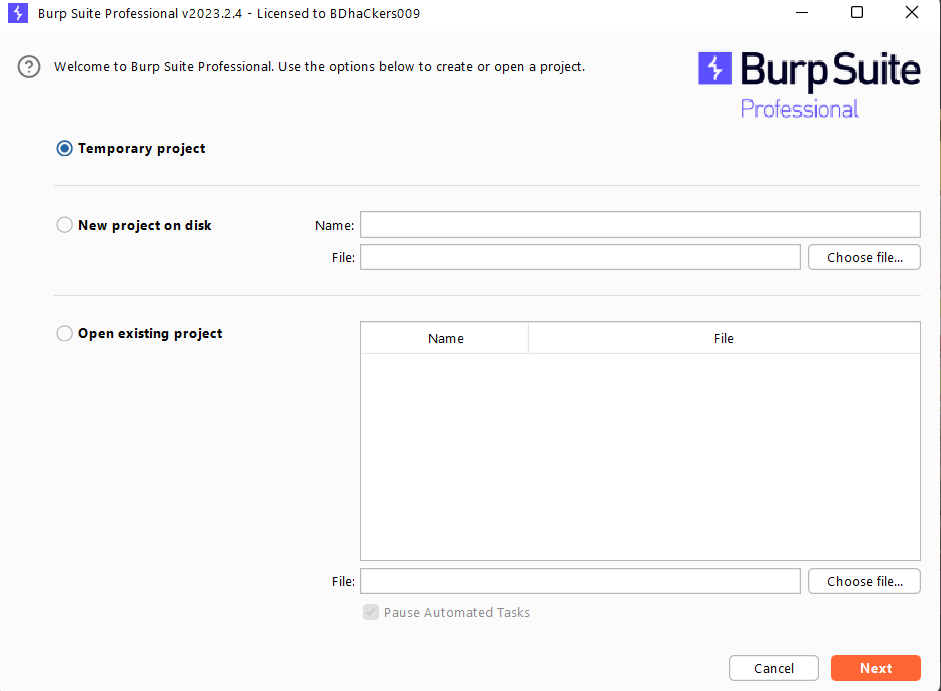 Burp Suite Professional v2023.2.4 - Licensed to BDhaCkers009
Welcome to Burp Suite Professional. Use the options below to create or open a project.
Burp Suite
Professional
Temporary project
New project on disk
Name:
File:
Choose file...
Open existing project
Name File
File:
Choose file...
Pause Automated Tasks
Cancel
Next